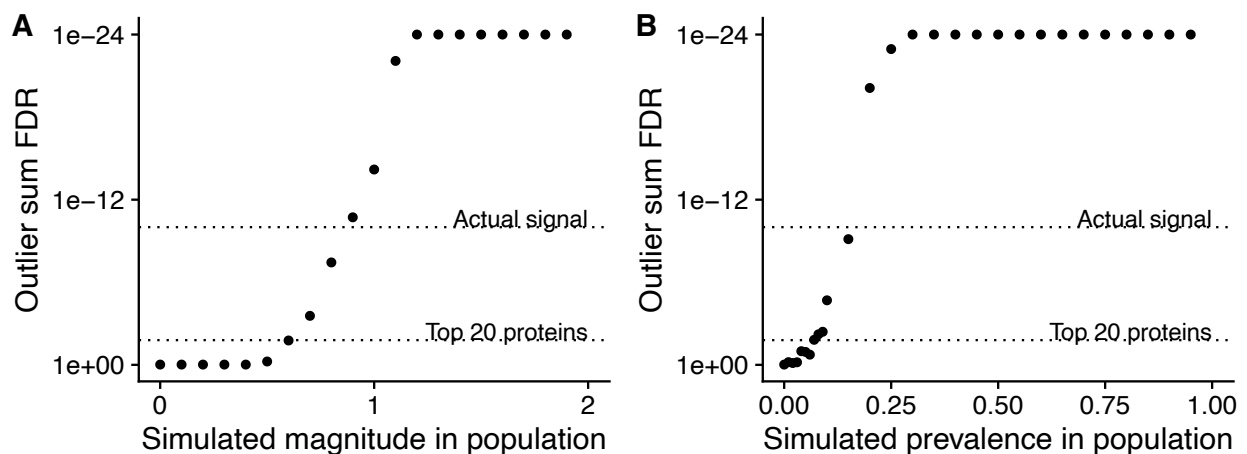 A
Outlier sum FDR
1e−24
1e−12
1e+00
Actual signal
Top 20 proteins
0
1
2
Simulated magnitude in population
B
Outlier sum FDR
1e−24
1e−12
1e+00
Actual signal
Top 20 proteins
0.00
0.25
0.50
0.75
1.00
Simulated prevalence in population